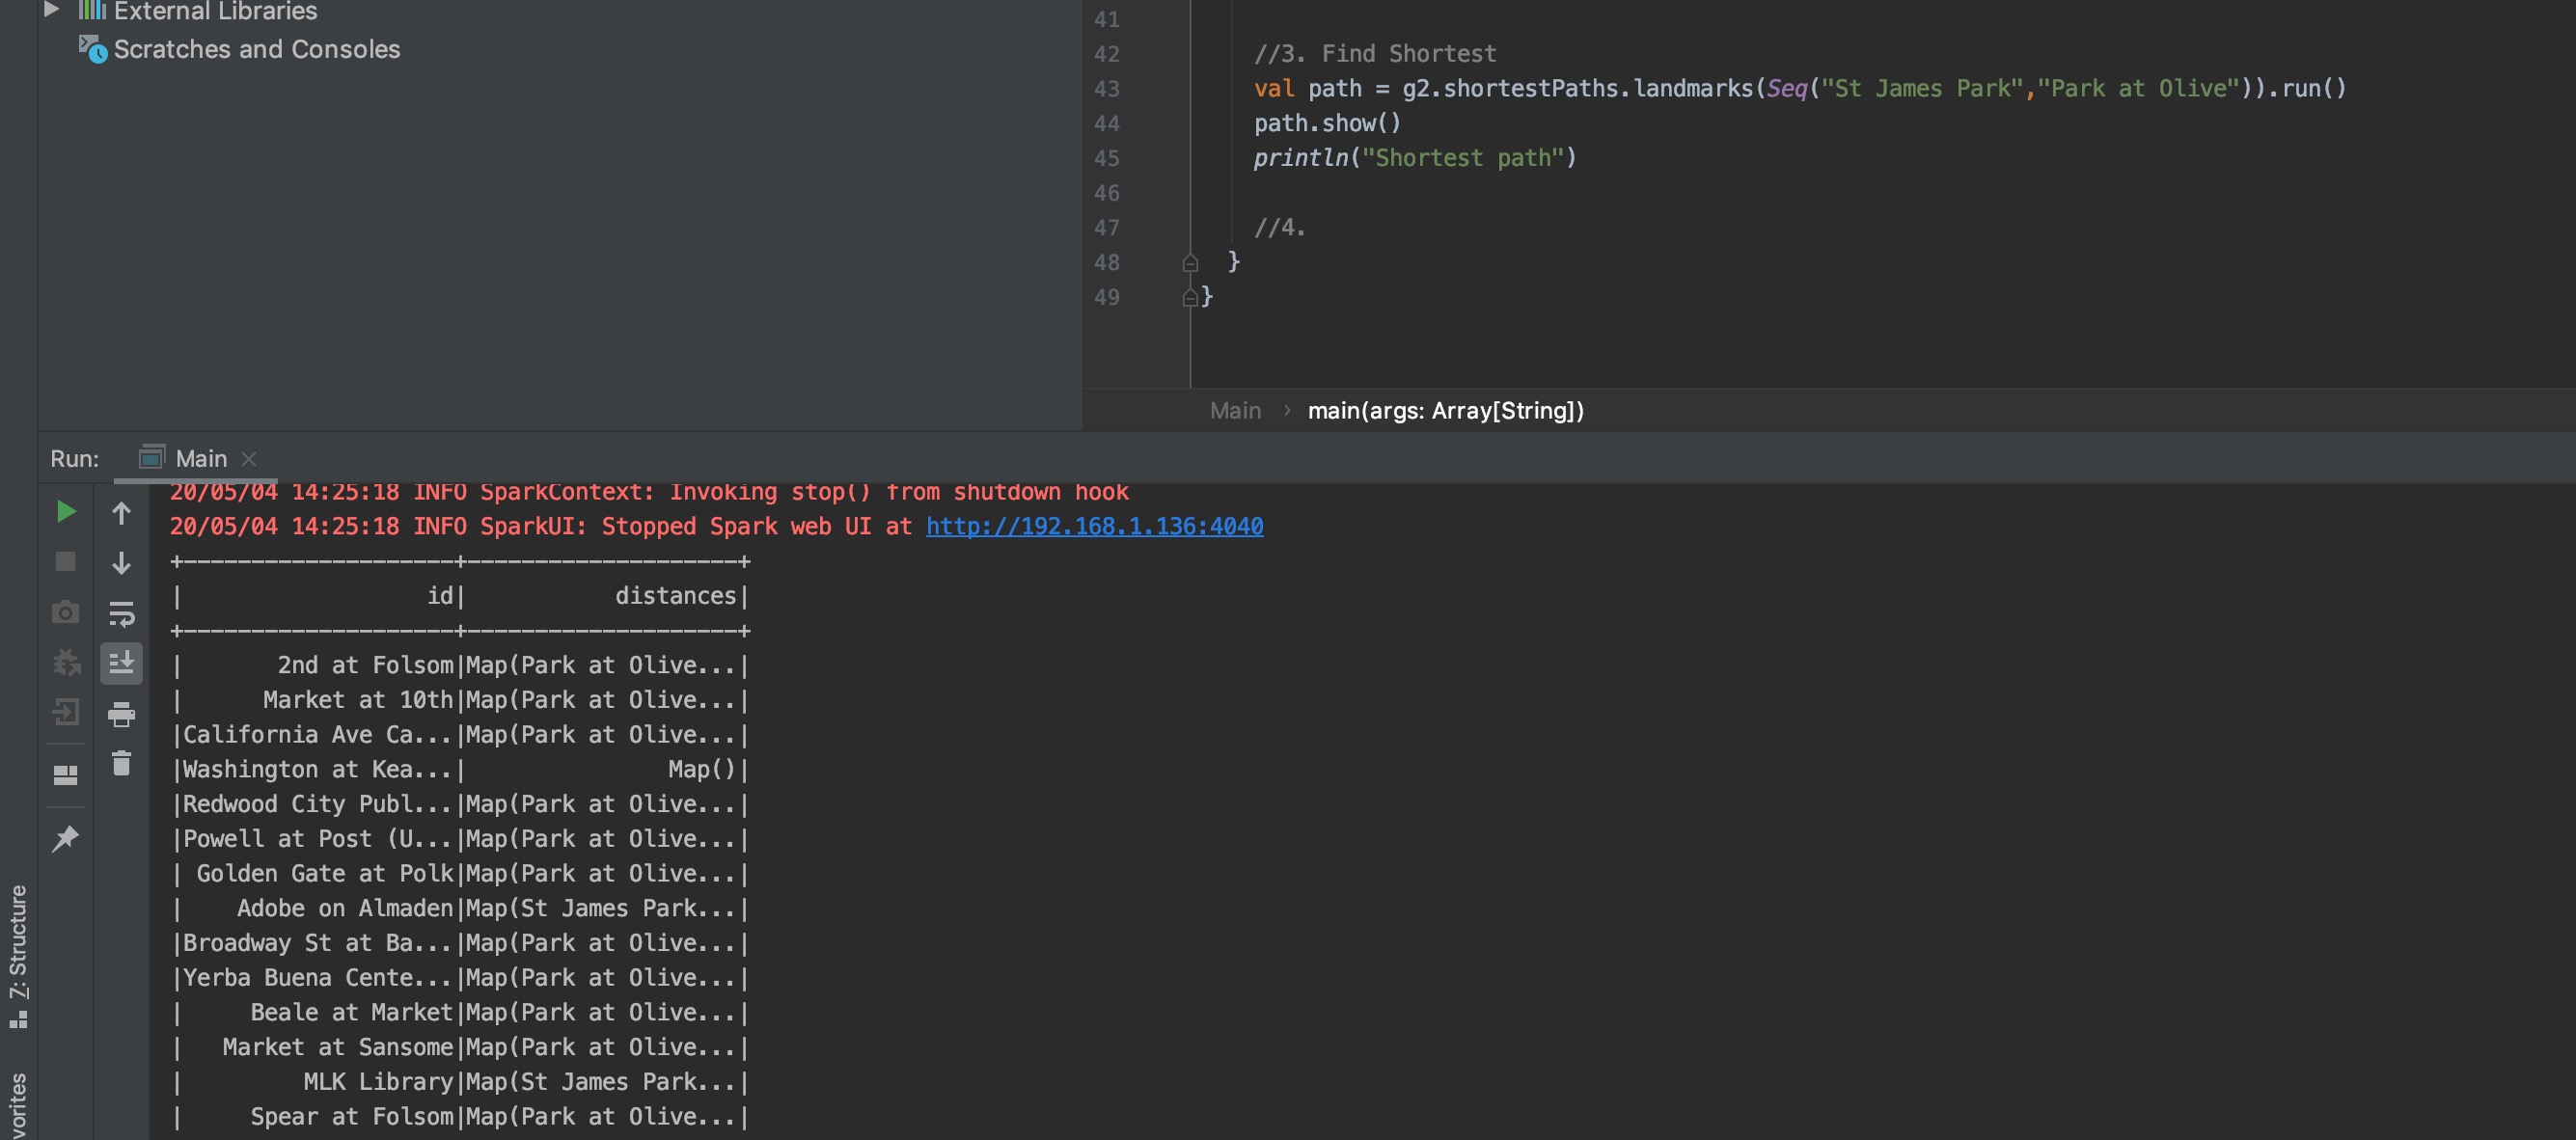 External Libraries
Scratches and Consoles
41
42 //3. Find Shortest
43 val path = g2.shortestPaths.landmarks(Seq("St James Park","Park at Olive")).run()
44 path.show()
45 println("Shortest path")
46
47 //4.
48 }
49 }
Main › main(args: Array[String])
Run: Main
20/05/04 14:25:18 INFO SparkContext: Invoking stop() from shutdown hook
20/05/04 14:25:18 INFO SparkUI: Stopped Spark web UI at http://192.168.1.136:4040
+--------------------+--------------------+
|                  id|           distances|
+--------------------+--------------------+
|       2nd at Folsom|Map(Park at Olive...|
|      Market at 10th|Map(Park at Olive...|
|California Ave Ca...|Map(Park at Olive...|
|Washington at Kea...|               Map()|
|Redwood City Publ...|Map(Park at Olive...|
|Powell at Post (U...|Map(Park at Olive...|
| Golden Gate at Polk|Map(Park at Olive...|
|    Adobe on Almaden|Map(St James Park...|
|Broadway St at Ba...|Map(Park at Olive...|
|Yerba Buena Cente...|Map(Park at Olive...|
|     Beale at Market|Map(Park at Olive...|
|   Market at Sansome|Map(Park at Olive...|
|         MLK Library|Map(St James Park...|
|     Spear at Folsom|Map(Park at Olive...|
Z: Structure
vorites